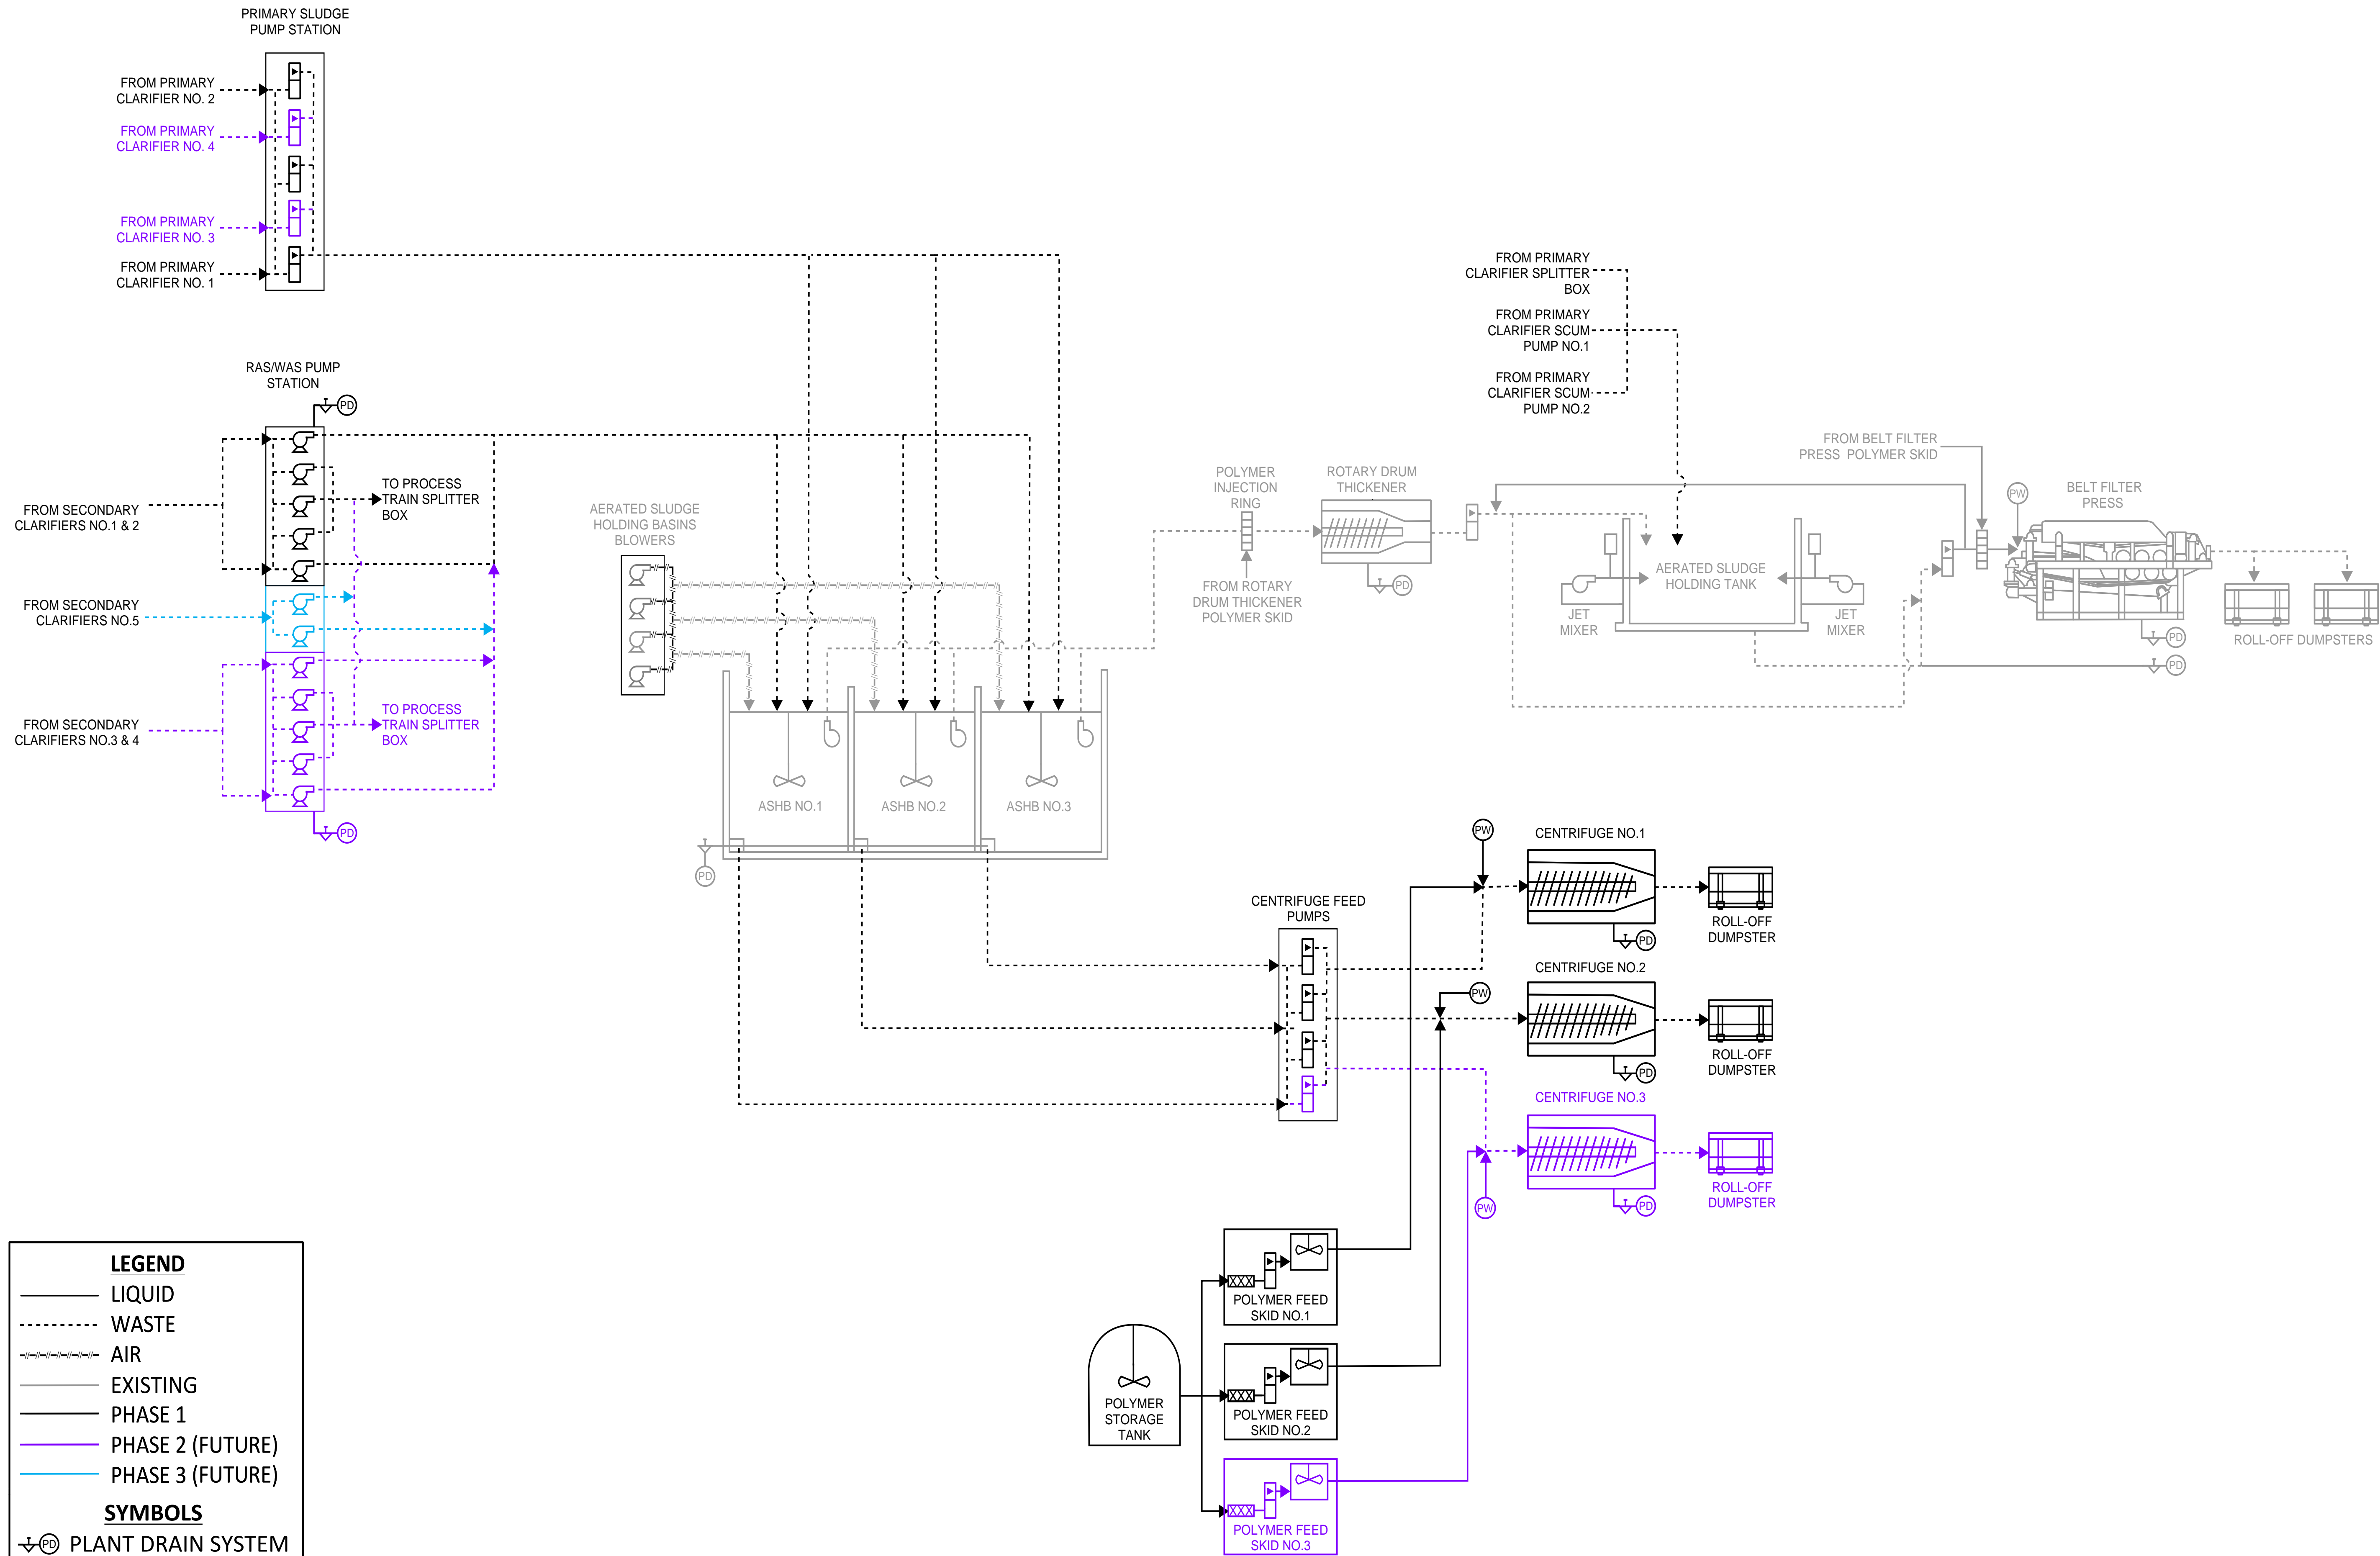 PRIMARY SLUDGE
PUMP STATION
FROM PRIMARY
CLARIFIER NO. 2
FROM PRIMARY
CLARIFIER NO. 4
FROM PRIMARY
CLARIFIER NO. 3
FROM PRIMARY
CLARIFIER NO. 1
RAS/WAS PUMP
STATION
PD
FROM SECONDARY
CLARIFIERS NO.1 & 2
TO PROCESS
TRAIN SPLITTER
BOX
FROM SECONDARY
CLARIFIERS NO.5
FROM SECONDARY
CLARIFIERS NO.3 & 4
TO PROCESS
TRAIN SPLITTER
BOX
PD
AERATED SLUDGE
HOLDING BASINS
BLOWERS
ASHB NO.1
ASHB NO.2
ASHB NO.3
PD
POLYMER
INJECTION
RING
FROM ROTARY
DRUM THICKENER
POLYMER SKID
ROTARY DRUM
THICKENER
PD
FROM PRIMARY
CLARIFIER SPLITTER
BOX
FROM PRIMARY
CLARIFIER SCUM
PUMP NO.1
FROM PRIMARY
CLARIFIER SCUM
PUMP NO.2
AERATED SLUDGE
HOLDING TANK
JET
MIXER
JET
MIXER
FROM BELT FILTER
PRESS  POLYMER SKID
PW
BELT FILTER
PRESS
PD
PD
ROLL-OFF DUMPSTERS
CENTRIFUGE FEED
PUMPS
PW
CENTRIFUGE NO.1
PD
ROLL-OFF
DUMPSTER
PW
CENTRIFUGE NO.2
PD
ROLL-OFF
DUMPSTER
CENTRIFUGE NO.3
PW
PD
ROLL-OFF
DUMPSTER
POLYMER
STORAGE
TANK
POLYMER FEED
SKID NO.1
POLYMER FEED
SKID NO.2
POLYMER FEED
SKID NO.3
LEGEND
LIQUID
WASTE
AIR
EXISTING
PHASE 1
PHASE 2 (FUTURE)
PHASE 3 (FUTURE)
SYMBOLS
PD PLANT DRAIN SYSTEM